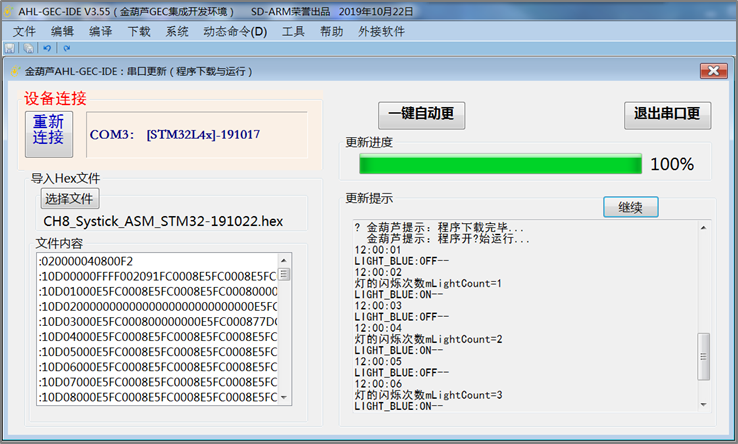 AHL-GEC-IDE V3.55（金葫芦GEC集成开发环境） SD-ARM荣誉出品 2019年10月22日
文件 编辑 编译 下载 系统 动态命令(D) 工具 帮助 外接软件
金葫芦AHL-GEC-IDE：串口更新（程序下载与运行）
设备连接
重新
连接
COM3: [STM32L4x]-191017
导入Hex文件
选择文件
CH8_Systick_ASM_STM32-191022.hex
文件内容
:020000040800F2
:10D00000FFF002091FC0008E5FC0008E5FC
:10D01000E5FC0008E5FC0008E5FC00080000
:10D0200000000000000000000000000E5FC
:10D03000E5FC000800000000E5FC000877DC
:10D04000E5FC0008E5FC0008E5FC0008E5FC
:10D05000E5FC0008E5FC0008E5FC0008E5FC
:10D06000E5FC0008E5FC0008E5FC0008E5FC
:10D07000E5FC0008E5FC0008E5FC0008E5FC
:10D08000E5FC0008E5FC0008E5FC0008E5FC
一键自动更
退出串口更
更新进度
100%
更新提示
继续
? 金葫芦提示：程序下载完毕...
金葫芦提示：程序开?始运行...
12:00:01
LIGHT_BLUE:OFF--
12:00:02
灯的闪烁次数mLightCount=1
LIGHT_BLUE:ON--
12:00:03
LIGHT_BLUE:OFF--
12:00:04
灯的闪烁次数mLightCount=2
LIGHT_BLUE:ON--
12:00:05
LIGHT_BLUE:OFF--
12:00:06
灯的闪烁次数mLightCount=3
LIGHT_BLUE:ON--